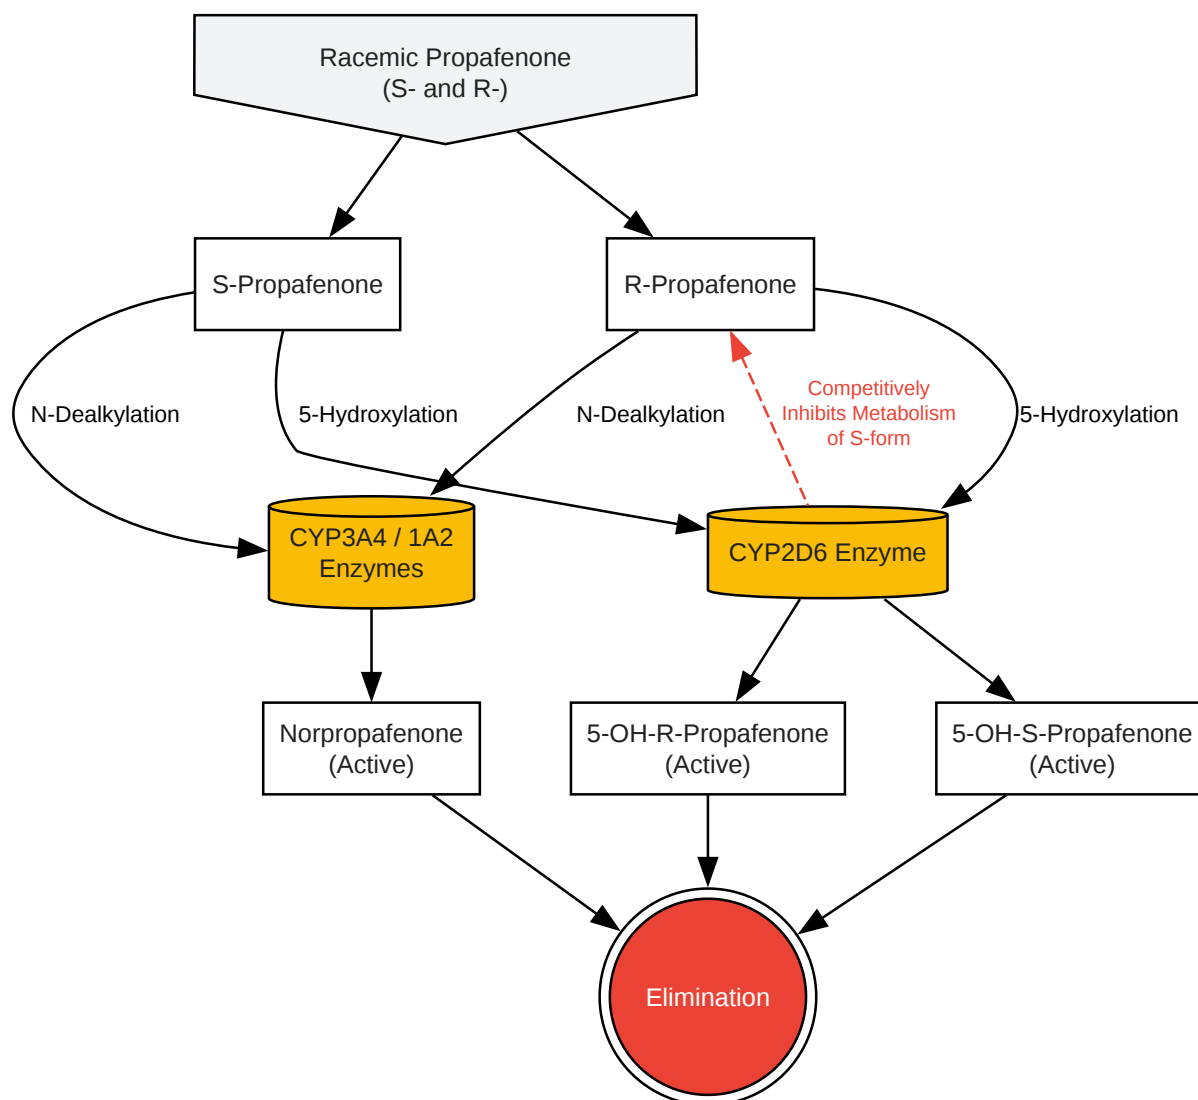 Racemic Propafenone
(S- and R-)
S-Propafenone
R-Propafenone
N-Dealkylation
5-Hydroxylation
N-Dealkylation
Competitively
Inhibits Metabolism
of S-form
5-Hydroxylation
CYP3A4 / 1A2
Enzymes
CYP2D6 Enzyme
Norpropafenone
(Active)
5-OH-R-Propafenone
(Active)
5-OH-S-Propafenone
(Active)
Elimination